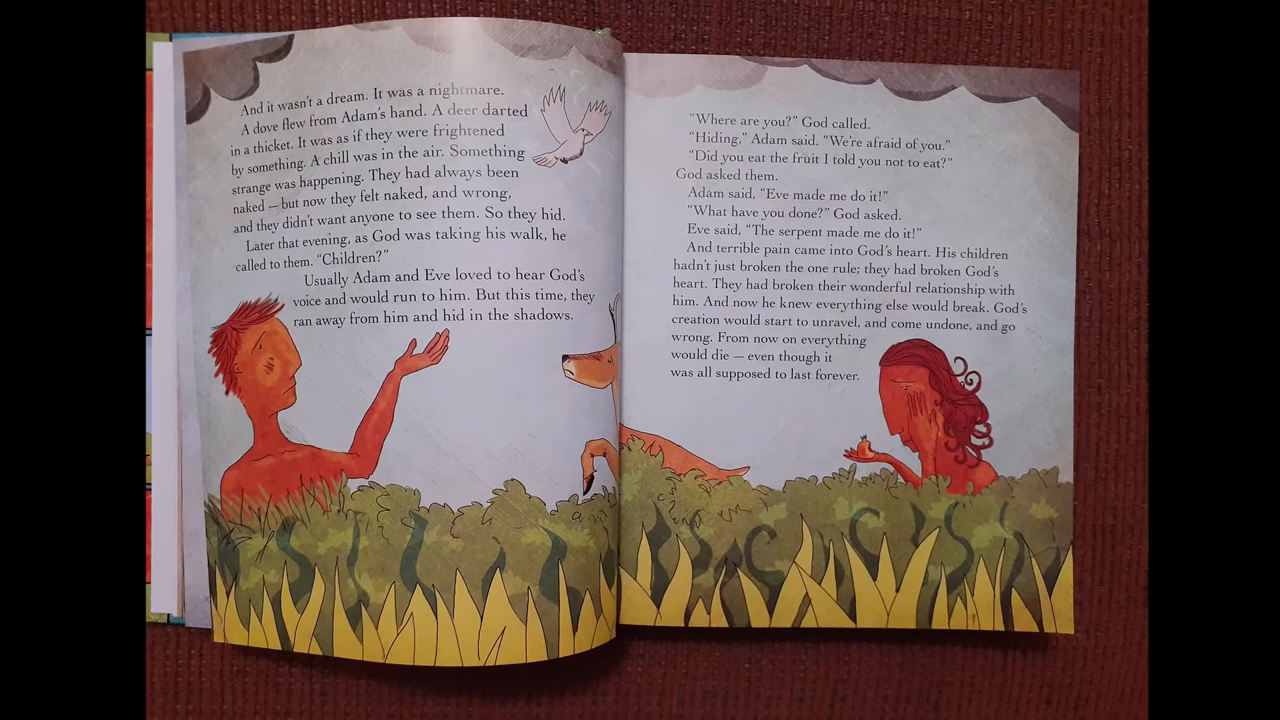 And it wasn't a dream. It was a nightmare.
A dove flew from Adam's hand. A deer darted
in a thicket. It was as if they were frightened
by something. A chill was in the air. Something
strange was happening. They had always been
naked — but now they felt naked, and wrong,
and they didn't want anyone to see them. So they hid.
Later that evening, as God was taking his walk, he
called to them. "Children?"
Usually Adam and Eve loved to hear God's
voice and would run to him. But this time, they
ran away from him and hid in the shadows.
"Where are you?" God called.
"Hiding," Adam said. "We're afraid of you."
"Did you eat the fruit I told you not to eat?"
God asked them.
Adam said, "Eve made me do it!"
"What have you done?" God asked.
Eve said, "The serpent made me do it!"
And terrible pain came into God's heart. His children
hadn't just broken the one rule; they had broken God's
heart. They had broken their wonderful relationship with
him. And now he knew everything else would break. God's
creation would start to unravel, and come undone, and go
wrong. From now on everything
would die — even though it
was all supposed to last forever.